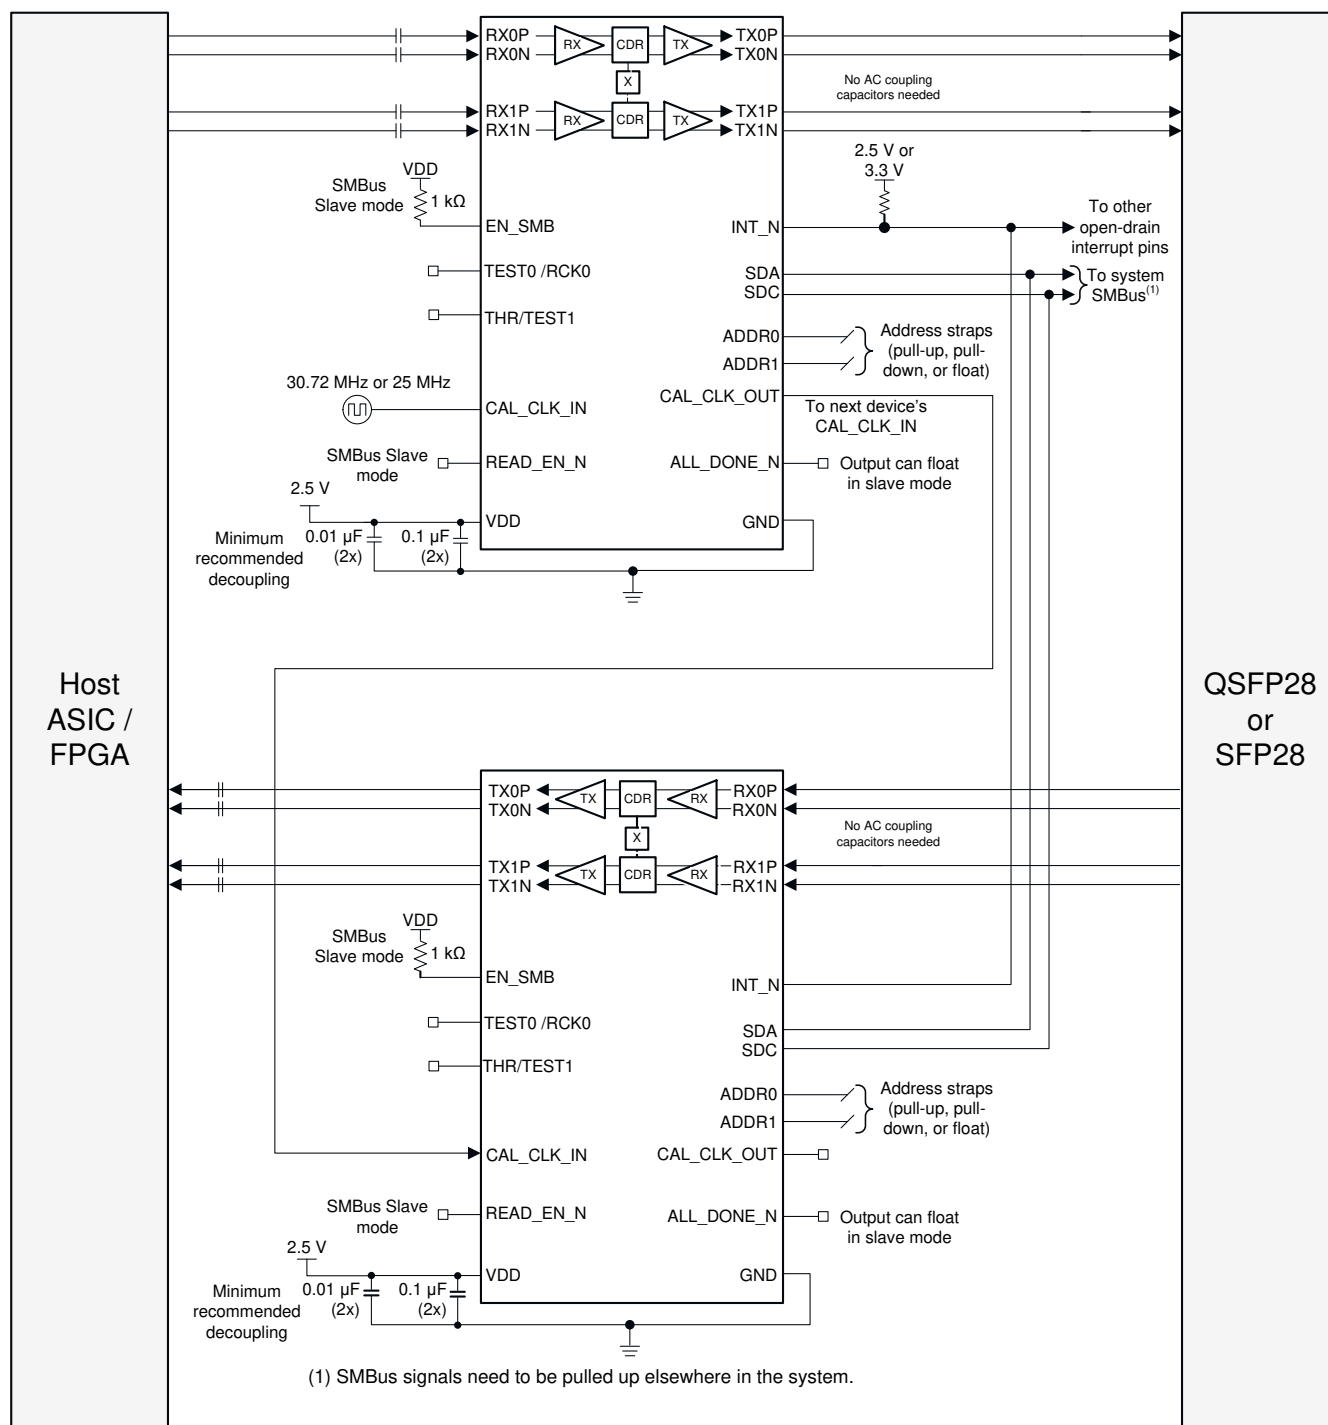 RX0P
RX0N
RX
CDR
TX
TX0P
TX0N
X
No AC coupling
capacitors needed
RX1P
RX1N
RX
CDR
TX
TX1P
TX1N
2.5 V or
3.3 V
VDD
SMBus
Slave mode
1 kΩ
EN_SMB
INT_N
To other
open-drain
interrupt pins
TEST0 /RCK0
SDA
SDC
To system
SMBus(1)
THR/TEST1
ADDR0
ADDR1
Address straps
(pull-up, pull-
down, or float)
30.72 MHz or 25 MHz
CAL_CLK_IN
CAL_CLK_OUT
To next device's
CAL_CLK_IN
SMBus Slave
mode
READ_EN_N
ALL_DONE_N
Output can float
in slave mode
2.5 V
VDD
GND
Minimum
recommended
decoupling
0.01 µF
(2x)
0.1 µF
(2x)
Host
ASIC /
FPGA
QSFP28
or
SFP28
TX0P
TX0N
TX
CDR
RX
RX0P
RX0N
X
No AC coupling
capacitors needed
TX1P
TX1N
TX
CDR
RX
RX1P
RX1N
VDD
SMBus
Slave mode
1 kΩ
EN_SMB
INT_N
TEST0 /RCK0
SDA
SDC
THR/TEST1
ADDR0
ADDR1
Address straps
(pull-up, pull-
down, or float)
CAL_CLK_IN
CAL_CLK_OUT
SMBus Slave
mode
READ_EN_N
ALL_DONE_N
Output can float
in slave mode
2.5 V
VDD
GND
Minimum
recommended
decoupling
0.01 µF
(2x)
0.1 µF
(2x)
(1) SMBus signals need to be pulled up elsewhere in the system.